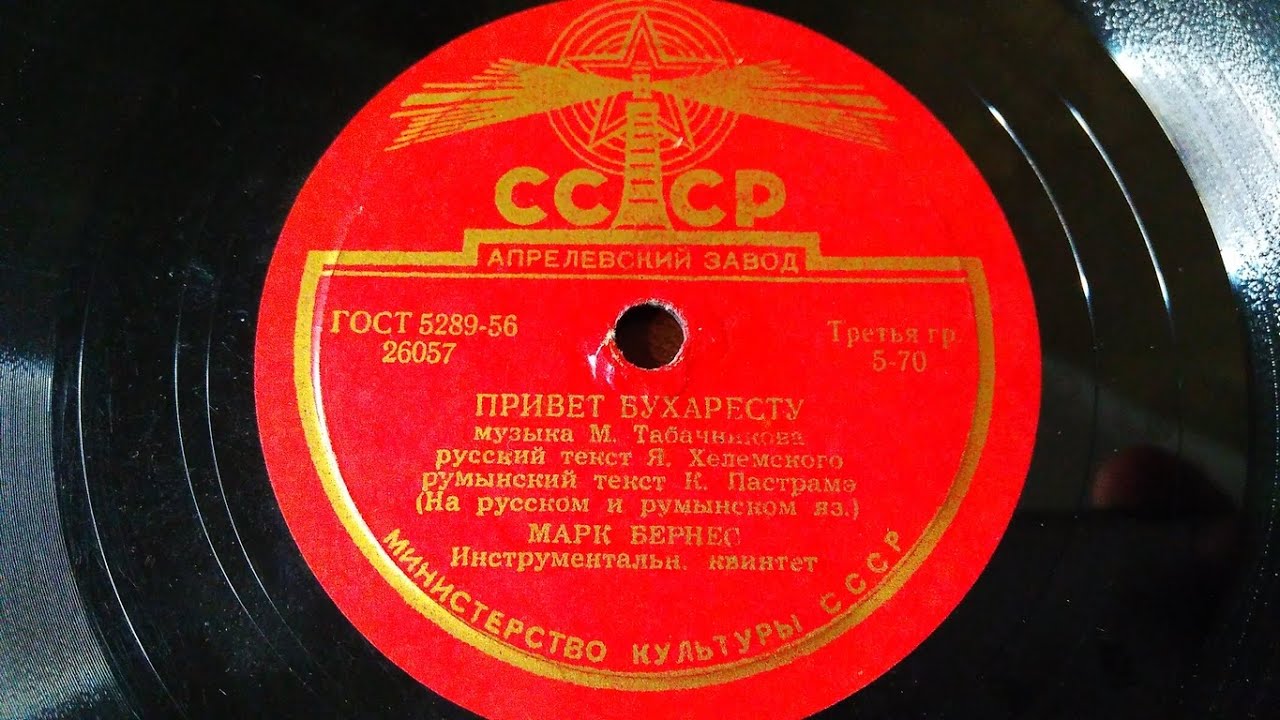 СССР
АПРЕЛЕВСКИЙ ЗАВОД
ГОСТ 5289-56
26057
Третья гр.
5-70
ПРИВЕТ БУХАРЕСТУ
музыка М. Табачникова
русский текст Я. Хелемского
румынский текст К. Пастрамэ
(На русском и румынском яз.)
МАРК БЕРНЕС
Инструментальн. квинтет
МИНИСТЕРСТВО КУЛЬТУРЫ СССР